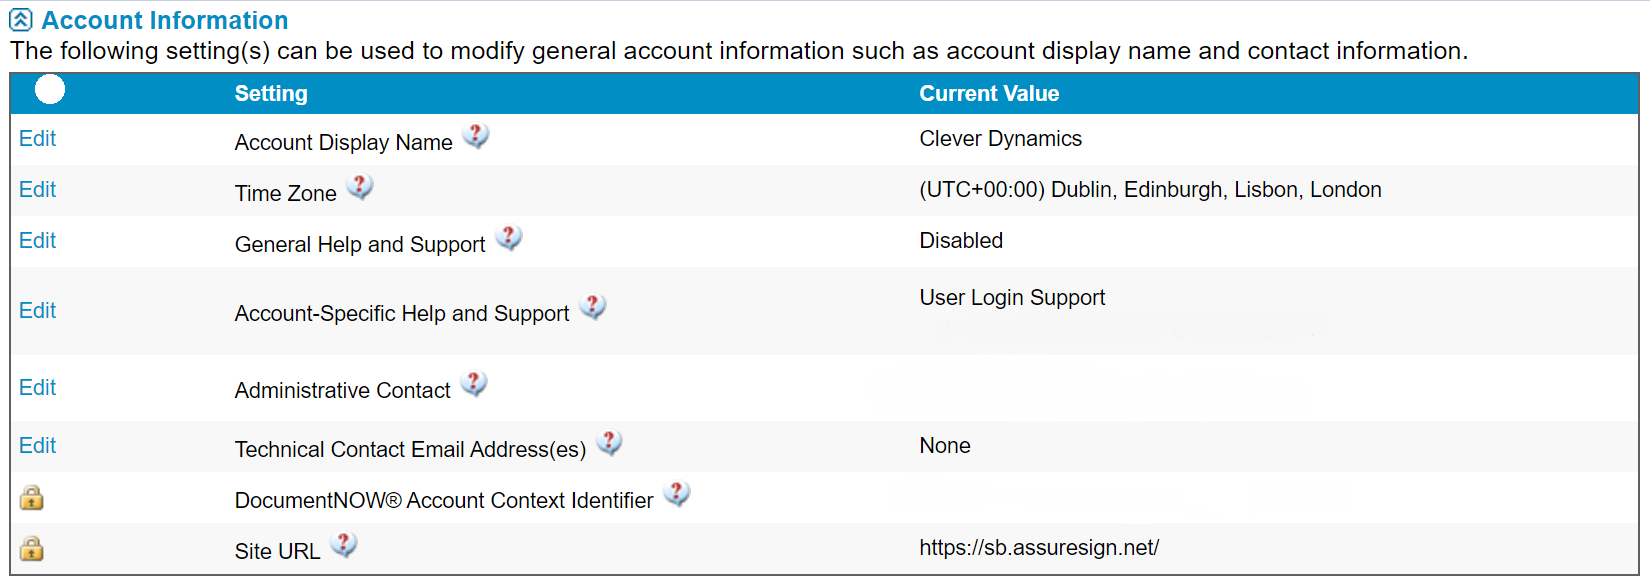 Account Information
The following setting(s) can be used to modify general account information such as account display name and contact information.
Setting Current Value
Edit Account Display Name ? Clever Dynamics
Edit Time Zone ? (UTC+00:00) Dublin, Edinburgh, Lisbon, London
Edit General Help and Support ? Disabled
Edit Account-Specific Help and Support ? User Login Support
Edit Administrative Contact ?
Edit Technical Contact Email Address(es) ? None
DocumentNOW® Account Context Identifier ?
Site URL ? https://sb.assuresign.net/